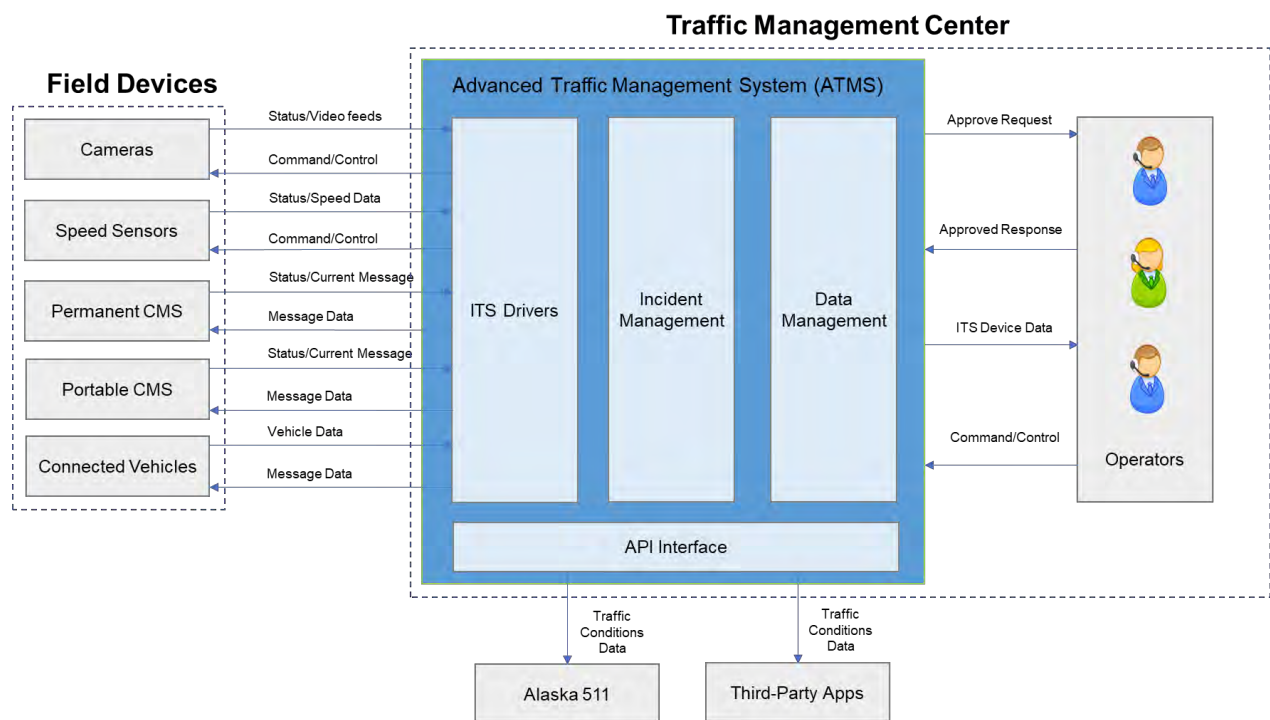 Traffic Management Center
Field Devices
Advanced Traffic Management System (ATMS)
Cameras
Speed Sensors
Permanent CMS
Portable CMS
Connected Vehicles
Status/Video feeds
Command/Control
Status/Speed Data
Command/Control
Status/Current Message
Message Data
Status/Current Message
Message Data
Vehicle Data
Message Data
ITS Drivers
Incident
Management
Data
Management
API Interface
Approve Request
Approved Response
ITS Device Data
Command/Control
Operators
Traffic
Conditions
Data
Traffic
Conditions
Data
Alaska 511
Third-Party Apps